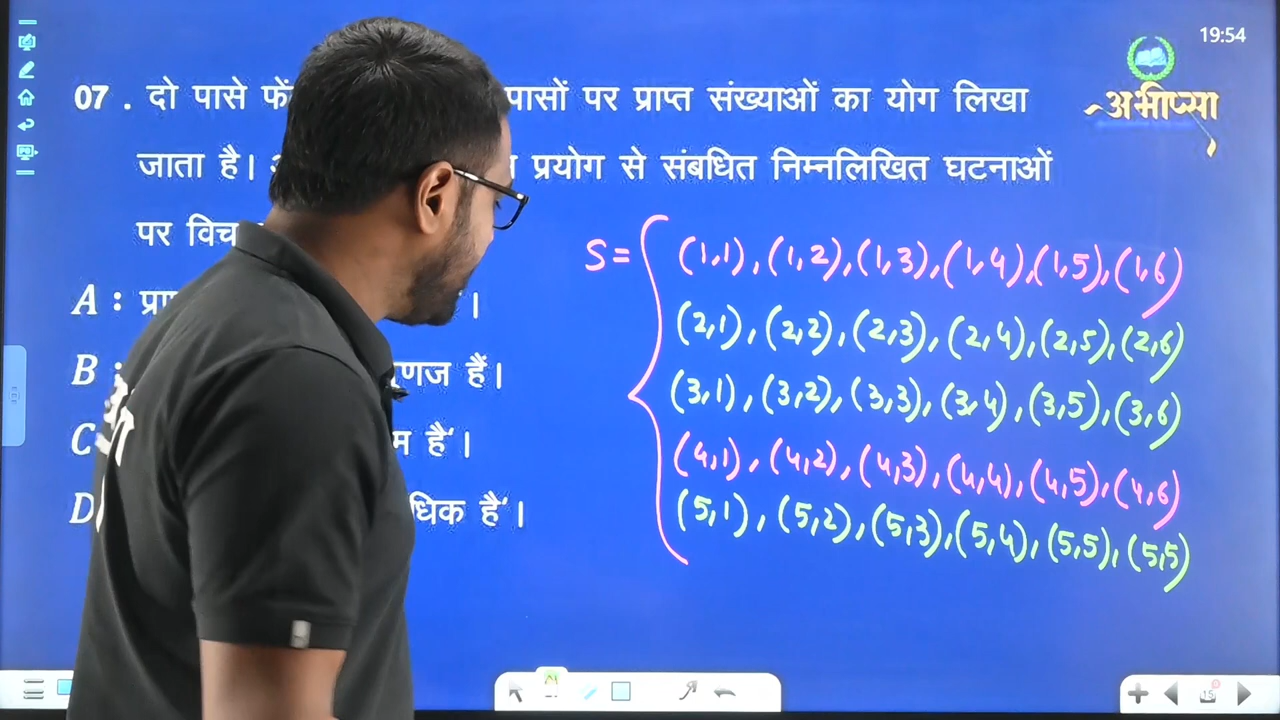 19:54
अभीप्सा
07 . दो पासे पासों पर प्राप्त संख्याओं का योग लिखा
जाता है। प्रयोग से संबधित निम्नलिखित घटनाओं
पर
A :
B : हैं।
C है'।
D है'।
S = { (1,1), (1,2), (1,3), (1,4), (1,5), (1,6)
(2,1), (2,2), (2,3), (2,4), (2,5), (2,6)
(3,1), (3,2), (3,3), (3,4), (3,5), (3,6)
(4,1), (4,2), (4,3), (4,4), (4,5), (4,6)
(5,1), (5,2), (5,3), (5,4), (5,5), (5,5)
15